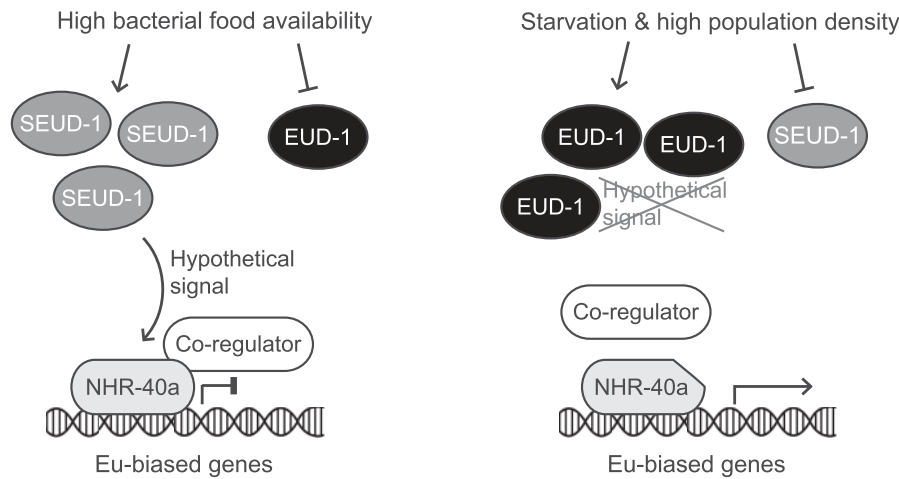 High bacterial food availability
SEUD-1
SEUD-1
EUD-1
SEUD-1
Hypothetical
signal
Co-regulator
NHR-40a
Eu-biased genes
Starvation & high population density
EUD-1
EUD-1
SEUD-1
EUD-1
Hypothetical
signal
Co-regulator
NHR-40a
Eu-biased genes